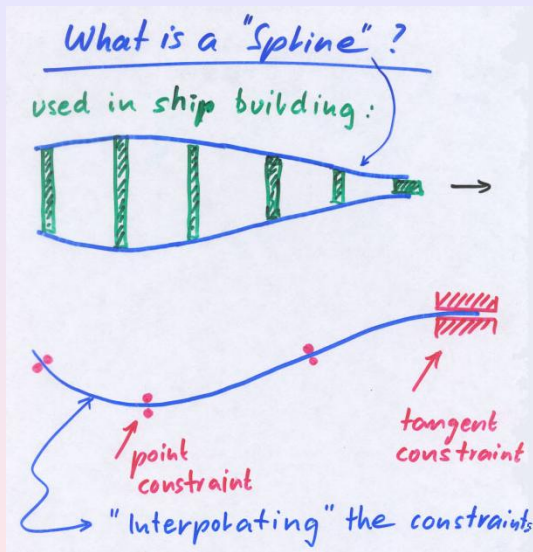 What is a "Spline" ?
used in ship building :
point
constraint
tangent
constraint
"Interpolating" the constraints